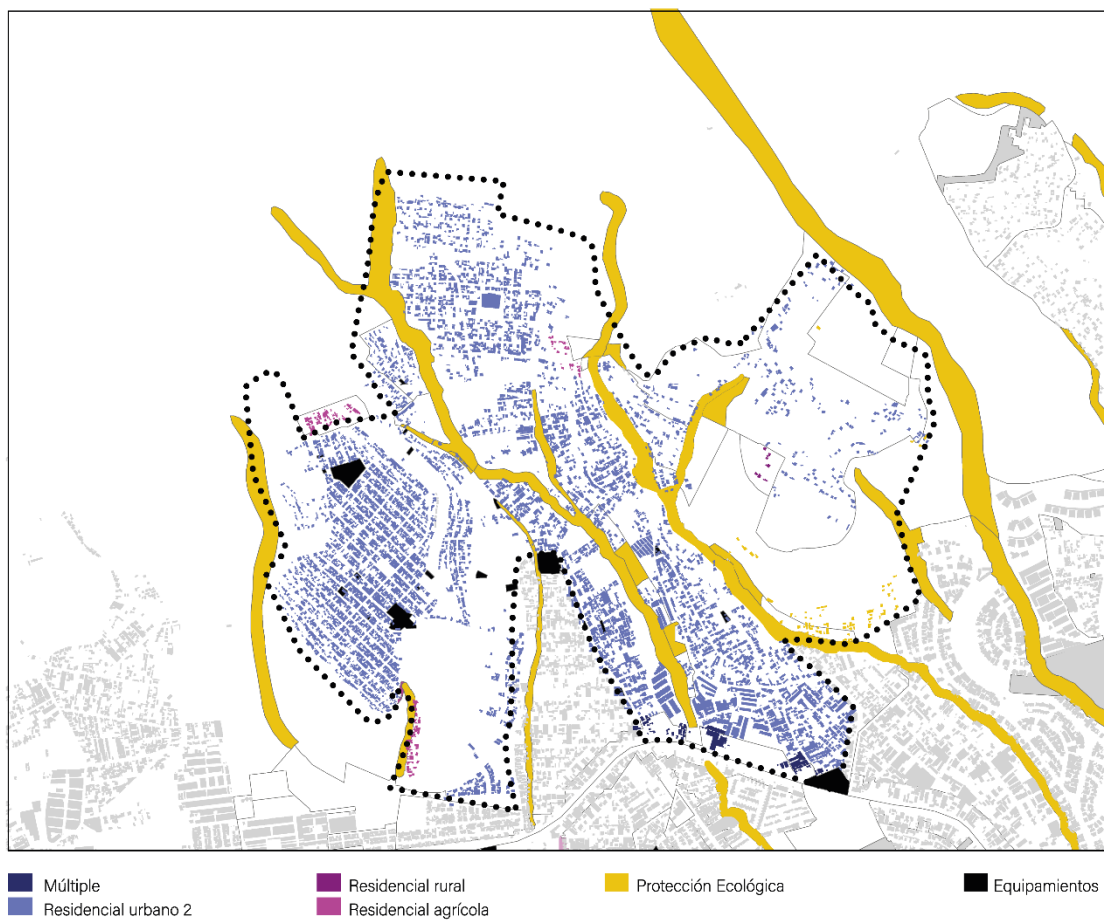 Múltiple
Residencial urbano 2
Residencial rural
Residencial agrícola
Protección Ecológica
Equipamientos